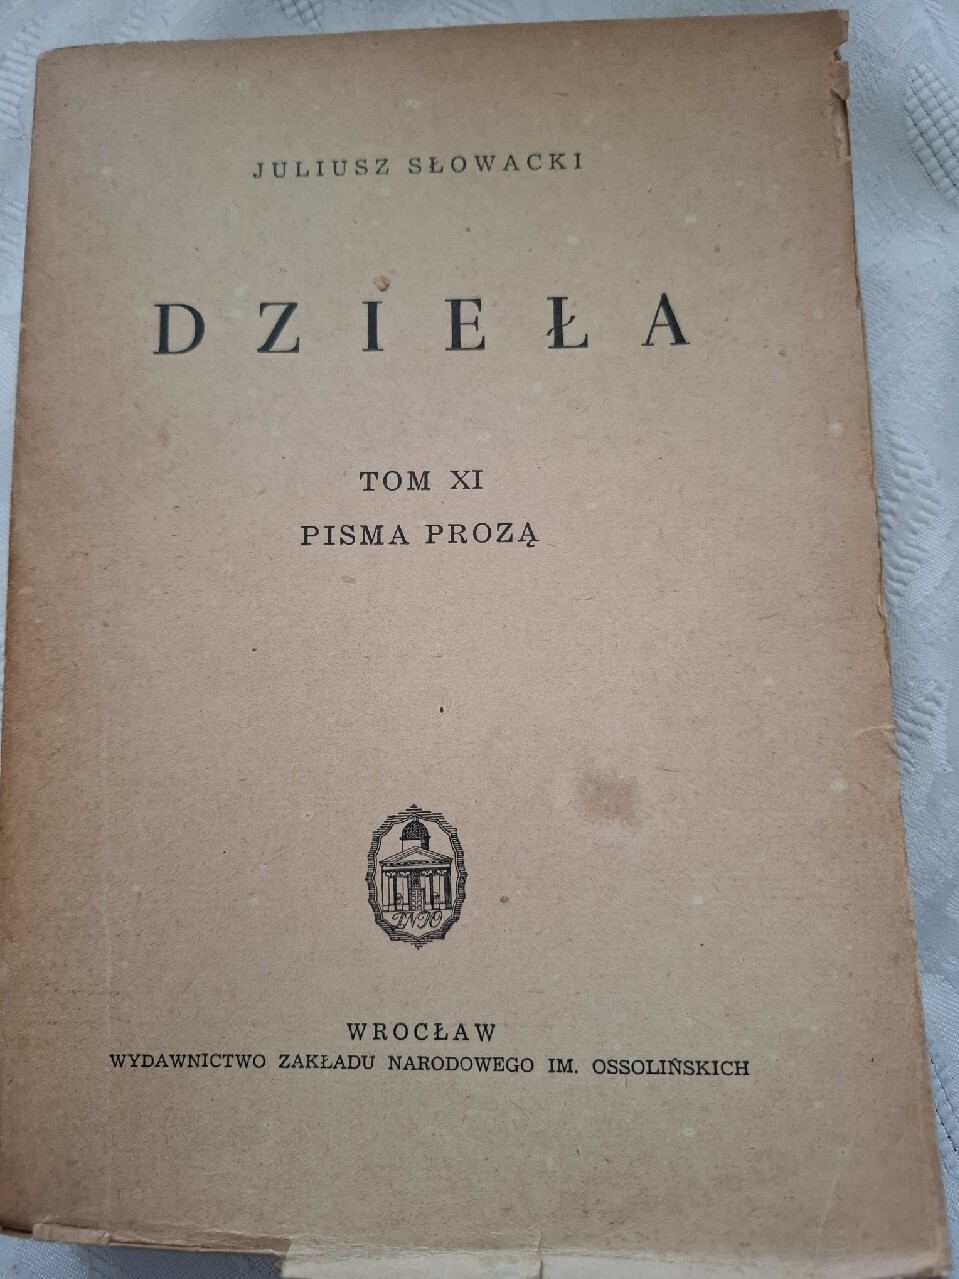 JULIUSZ SŁOWACKI
DZIEŁA
TOM XI
PISMA PROZĄ
WROCŁAW
WYDAWNICTWO ZAKŁADU NARODOWEGO IM. OSSOLIŃSKICH